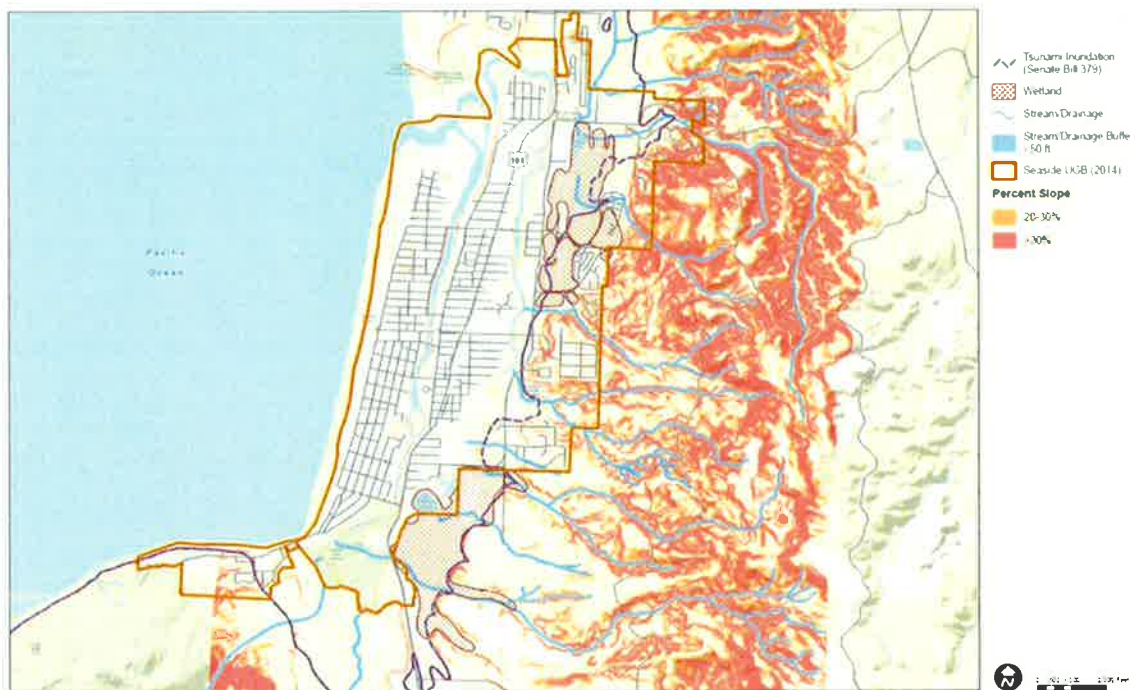 Pacific
Ocean
101
Tsunami Inundation
(Senate Bill 379)
Wetland
Stream/Drainage
Stream/Drainage Buffe
Seaside UGB (2014)
Percent Slope
20-30%
>30%
N